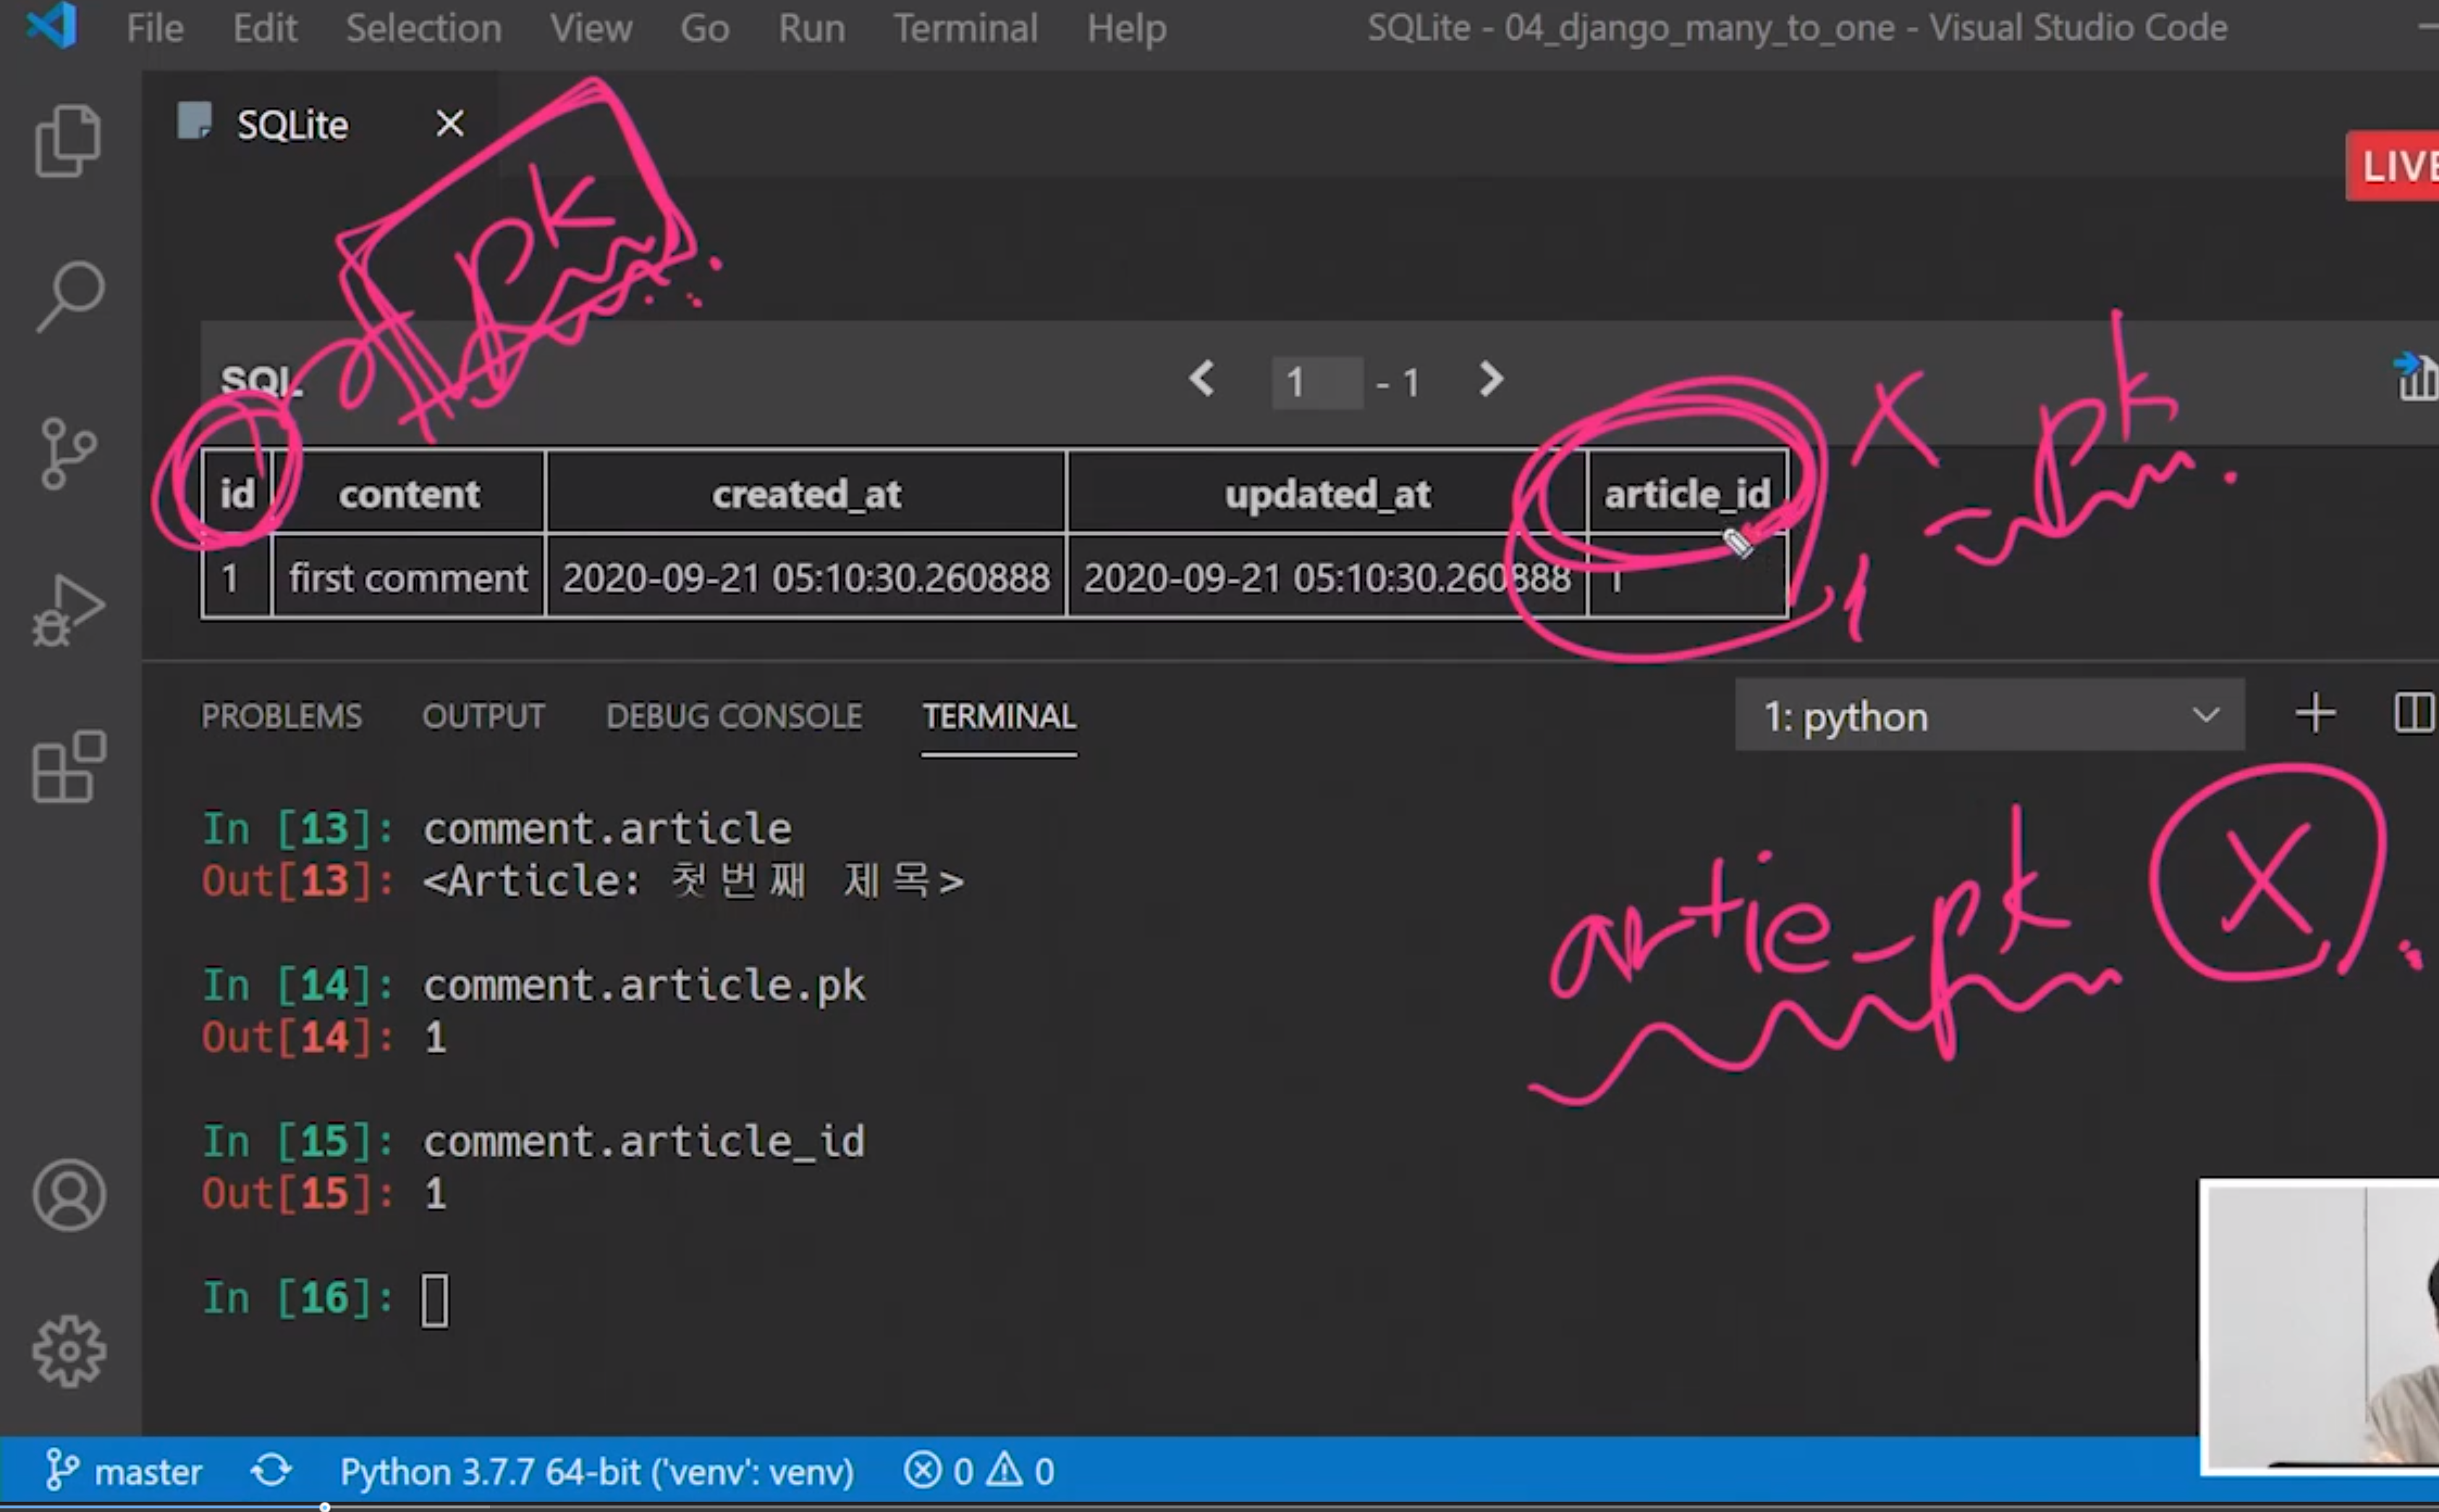 File Edit Selection View Go Run Terminal Help SQLite - 04_django_many_to_one - Visual Studio Code
SQLite
LIVE
pk
SQL 1 - 1
X _pk
id content created_at updated_at article_id
1 first comment 2020-09-21 05:10:30.260888 2020-09-21 05:10:30.260888 1
PROBLEMS OUTPUT DEBUG CONSOLE TERMINAL 1: python
In [13]: comment.article
Out[13]: <Article: 첫번째 제목>
artie-pk X
In [14]: comment.article.pk
Out[14]: 1
In [15]: comment.article_id
Out[15]: 1
In [16]:
master Python 3.7.7 64-bit ('venv': venv) 0 0